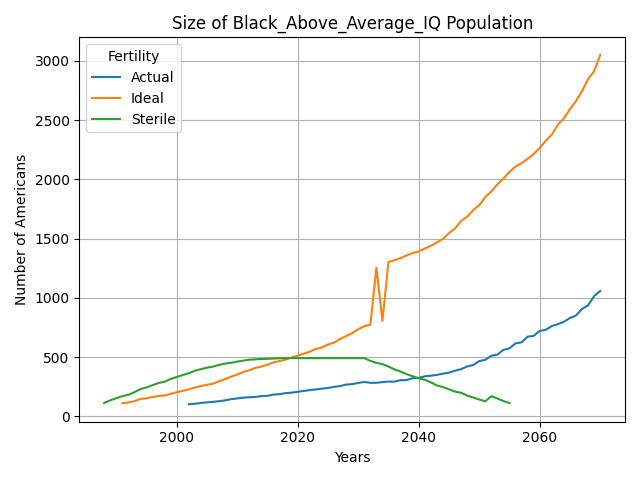 Size of Black_Above_Average_IQ Population
Fertility
Actual
Ideal
Sterile
Number of Americans
3000
2500
2000
1500
1000
500
0
2000 2020 2040 2060
Years